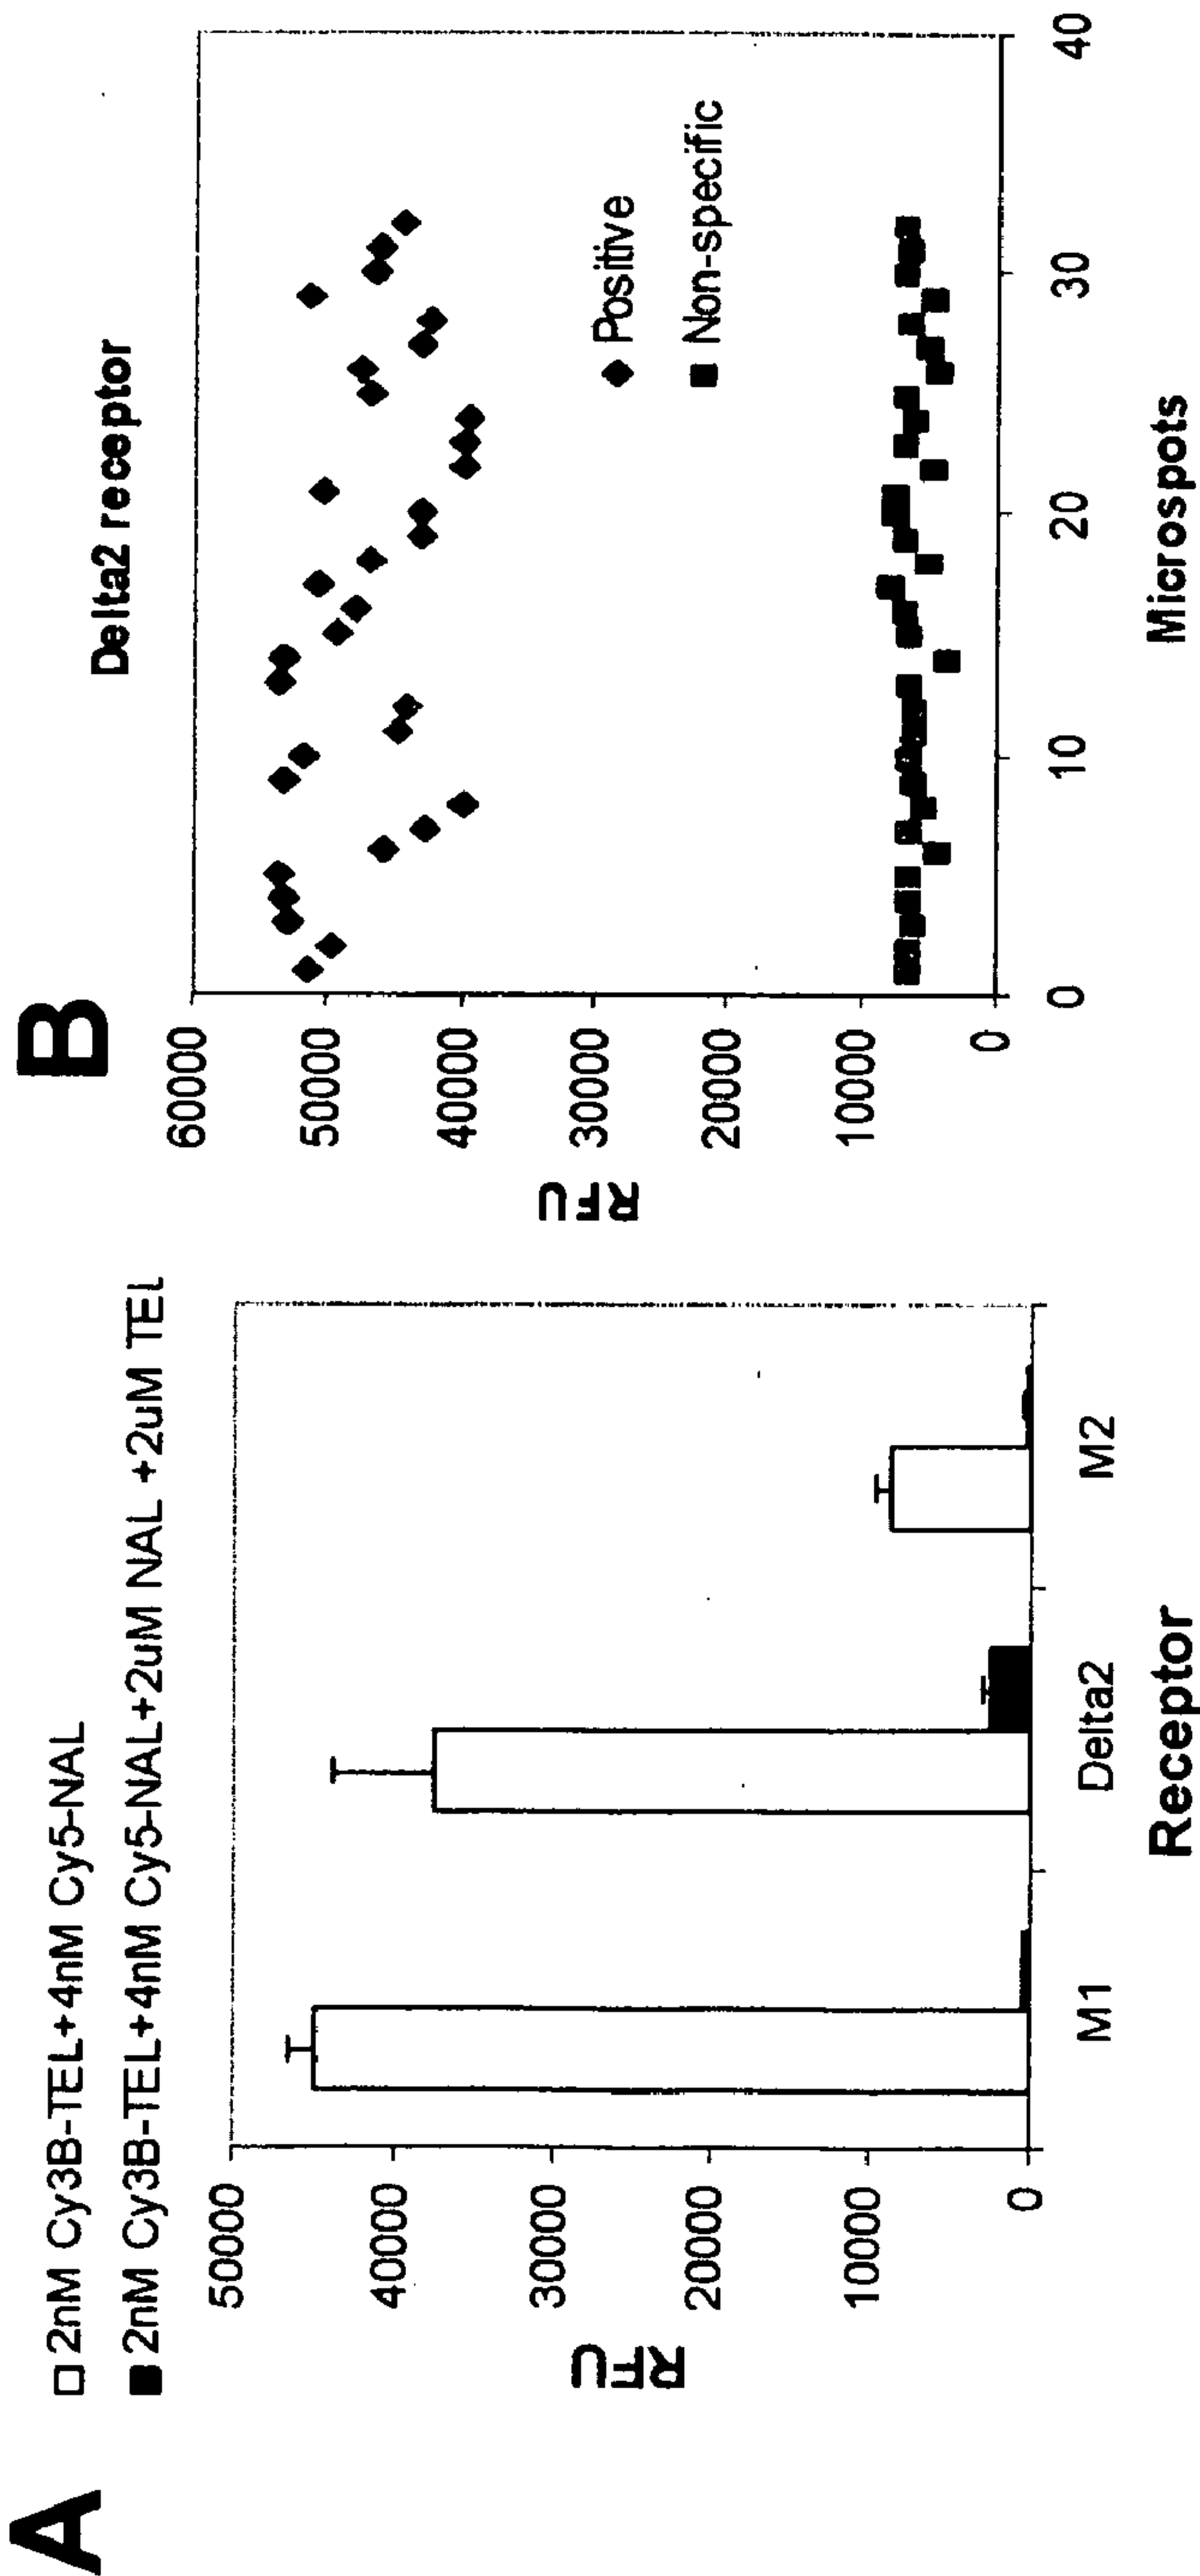 A
2nM Cy3B-TEL+4nM Cy5-NAL
2nM Cy3B-TEL+4nM Cy5-NAL+2uM NAL +2uM TEL
RFU
50000
40000
30000
20000
10000
0
M1 Delta2 M2
Receptor
B
Delta2 receptor
RFU
60000
50000
40000
30000
20000
10000
0
Positive
Non-specific
0 10 20 30 40
Microspots